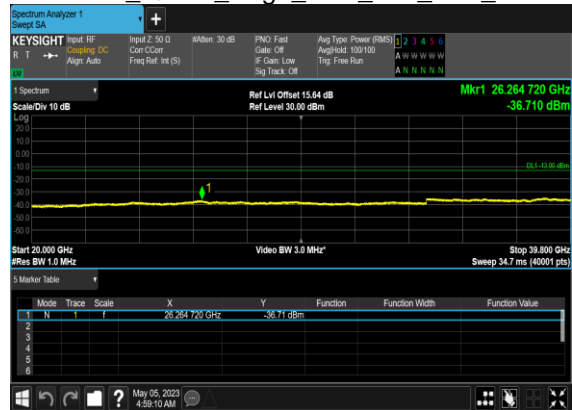 Spectrum Analyzer 1
Swept SA
KEYSIGHT
R T
Input: RF
Coupling: DC
Align: Auto
Input Z: 50 Ω
Corr CCorr
Freq Ref: Int (S)
#Atten: 30 dB
PNO: Fast
Gate: Off
IF Gain: Low
Sig Track: Off
Avg Type: Power (RMS)
Avg|Hold: 100/100
Trig: Free Run
1 2 3 4 5 6
A W W W W W
A N N N N N
1 Spectrum
Scale/Div 10 dB
Ref Lvl Offset 15.64 dB
Ref Level 30.00 dBm
Mkr1 26.264 720 GHz
-36.710 dBm
Log
20.0
10.0
0.00
-10.0
-20.0
-30.0
-40.0
-50.0
-60.0
DL1 -13.00 dBm
1
Start 20.000 GHz
#Res BW 1.0 MHz
Video BW 3.0 MHz*
Stop 39.800 GHz
Sweep 34.7 ms (40001 pts)
5 Marker Table
Mode Trace Scale X Y Function Function Width Function Value
1 N 1 f 26.264 720 GHz -36.71 dBm
2
3
4
5
6
May 05, 2023
4:59:10 AM